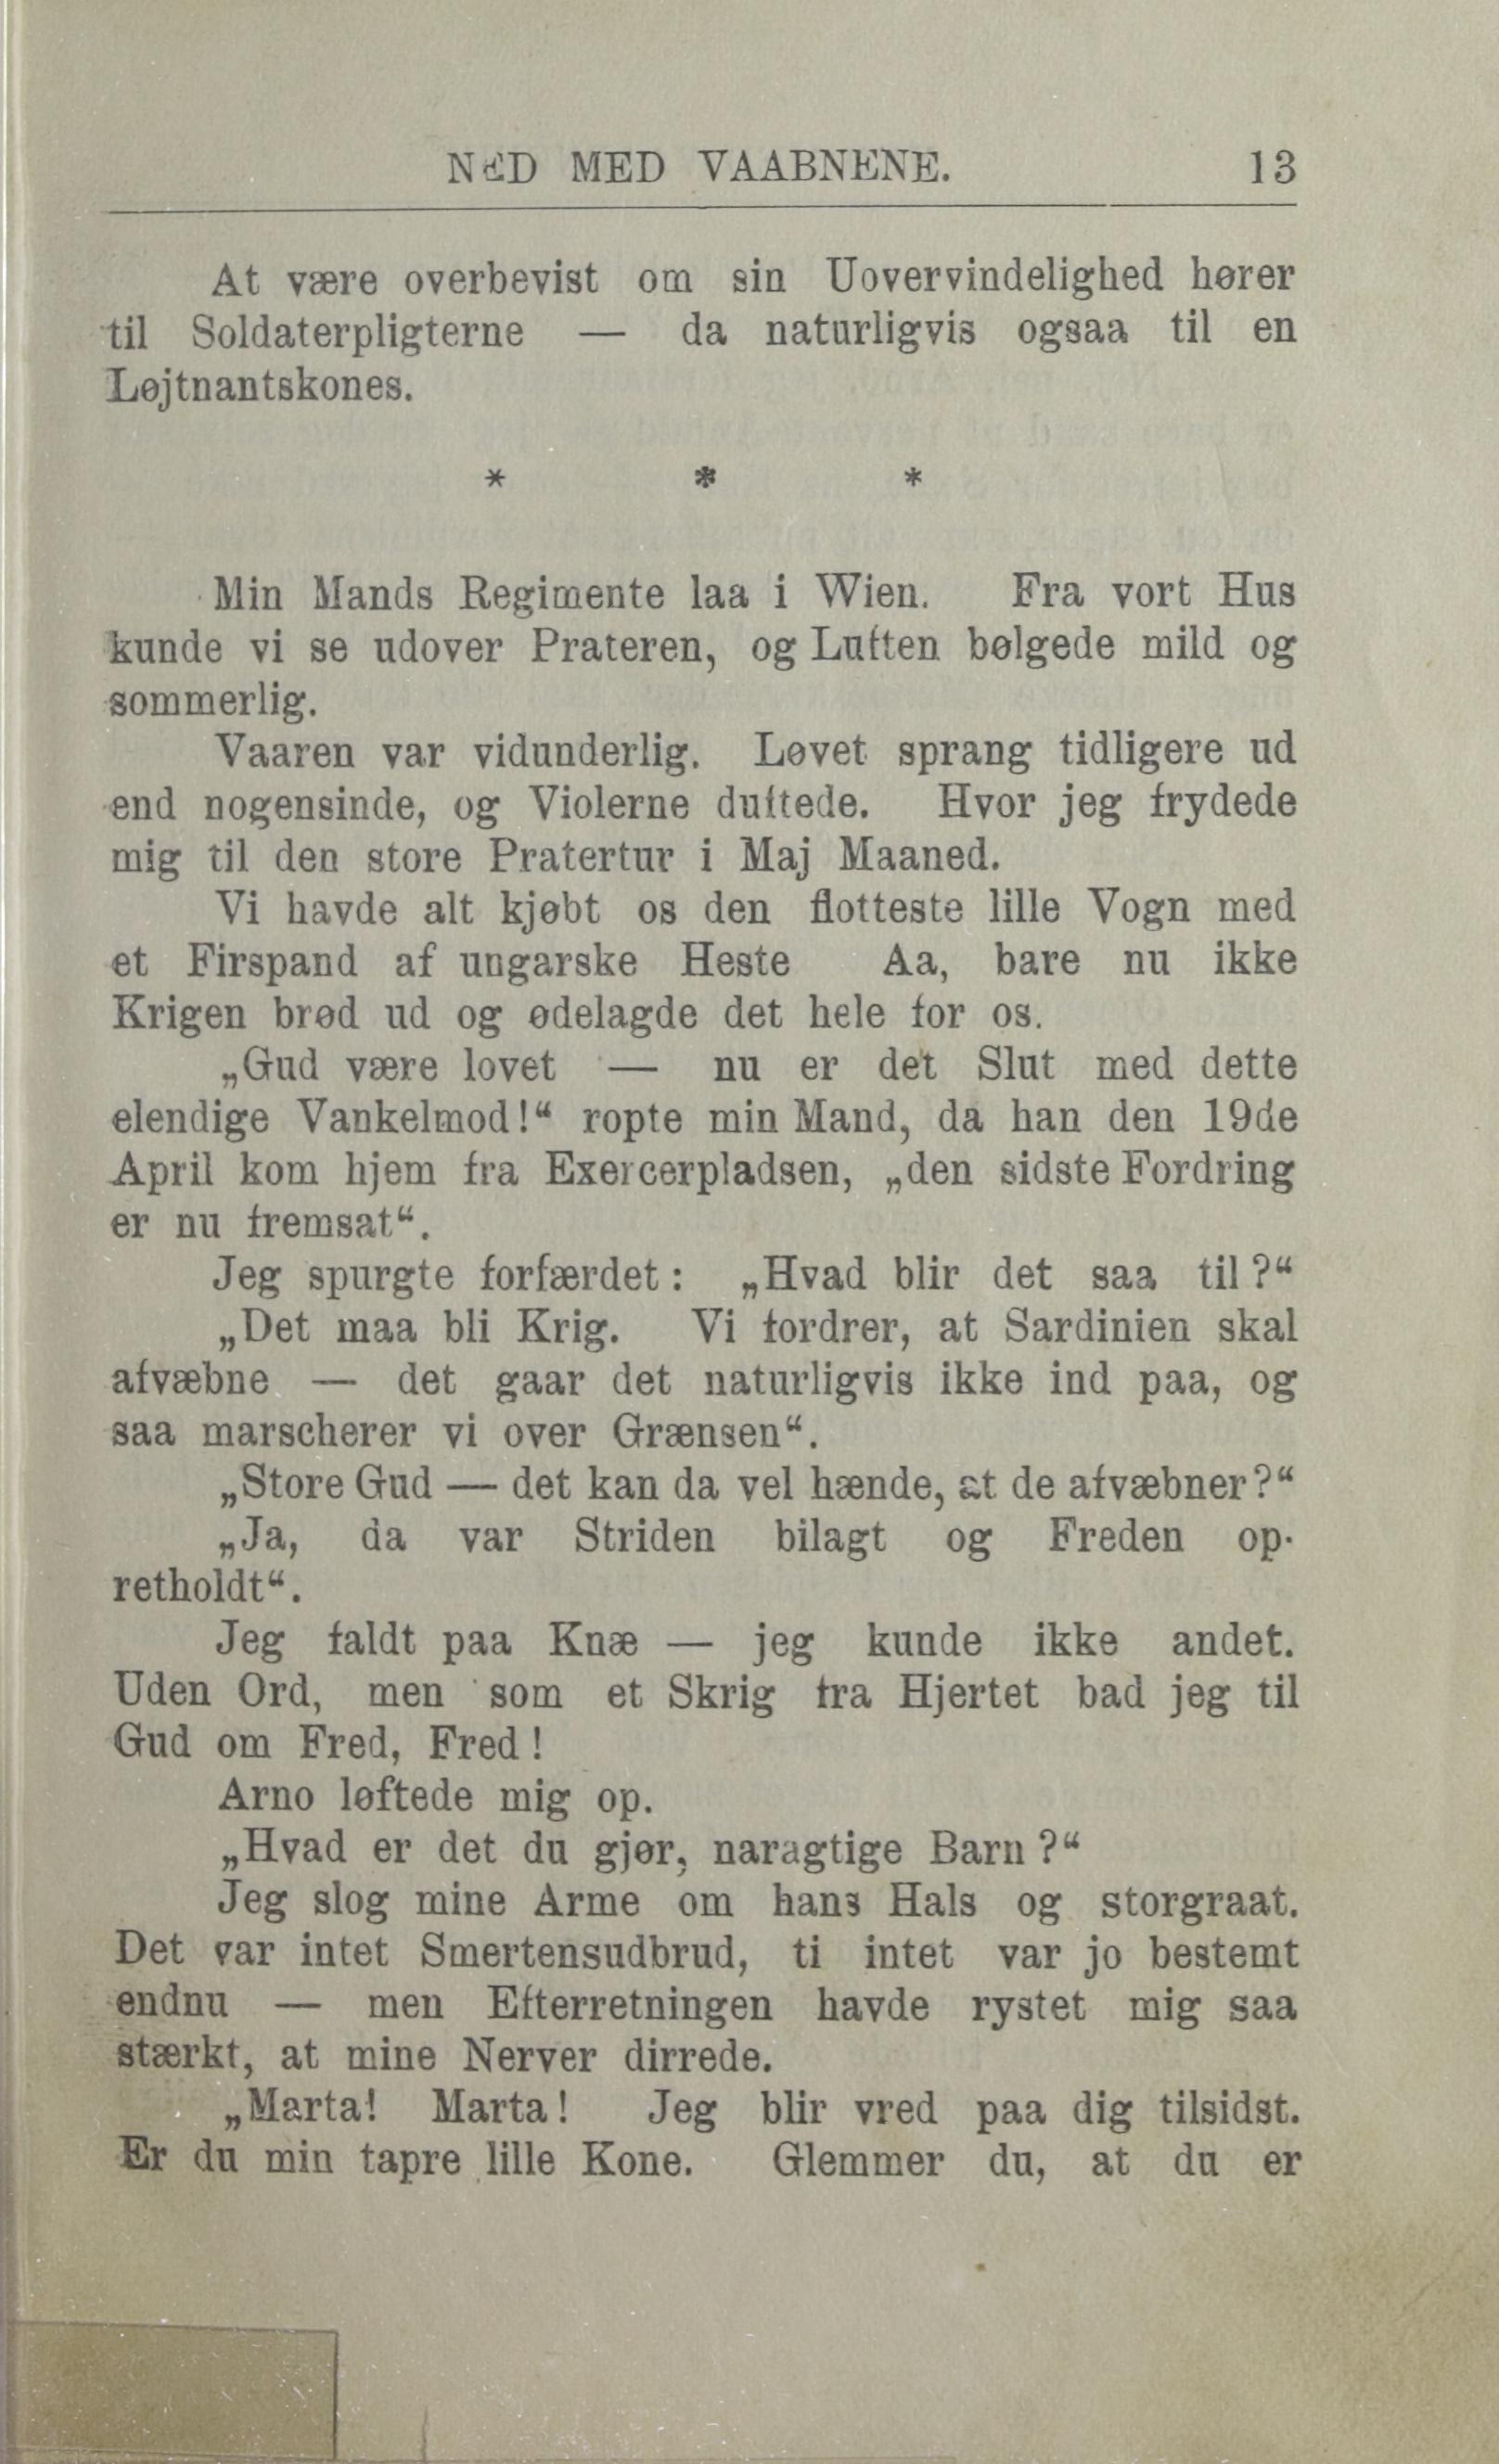 NED MED VAABNENE. 13
At være overbevist om sin Uovervindelighed hører
til Soldaterpligterne — da naturligvis ogsaa til en
Løjtnantskones.
* * *
Min Mands Regimente laa i Wien. Fra vort Hus
kunde vi se udover Prateren, og Luften bølgede mild og
sommerlig.
Vaaren var vidunderlig. Løvet sprang tidligere ud
end nogensinde, og Violerne duftede. Hvor jeg frydede
mig til den store Pratertur i Maj Maaned.
Vi havde alt kjøbt os den flotteste lille Vogn med
et Firspand af ungarske Heste Aa, bare nu ikke
Krigen brød ud og ødelagde det hele for os.
„Gud være lovet — nu er det Slut med dette
elendige Vankelmod!“ ropte min Mand, da han den 19de
April kom hjem fra Exercerpladsen, „den sidste Fordring
er nu fremsat“.
Jeg spurgte forfærdet: „Hvad blir det saa til?“
„Det maa bli Krig. Vi fordrer, at Sardinien skal
afvæbne — det gaar det naturligvis ikke ind paa, og
saa marscherer vi over Grænsen“.
„Store Gud — det kan da vel hænde, at de afvæbner?“
„Ja, da var Striden bilagt og Freden op-
retholdt“.
Jeg faldt paa Knæ — jeg kunde ikke andet.
Uden Ord, men som et Skrig fra Hjertet bad jeg til
Gud om Fred, Fred!
Arno løftede mig op.
„Hvad er det du gjør, naragtige Barn?“
Jeg slog mine Arme om hans Hals og storgraat.
Det var intet Smertensudbrud, ti intet var jo bestemt
endnu — men Efterretningen havde rystet mig saa
stærkt, at mine Nerver dirrede.
„Marta! Marta! Jeg blir vred paa dig tilsidst.
Er du min tapre lille Kone. Glemmer du, at du er